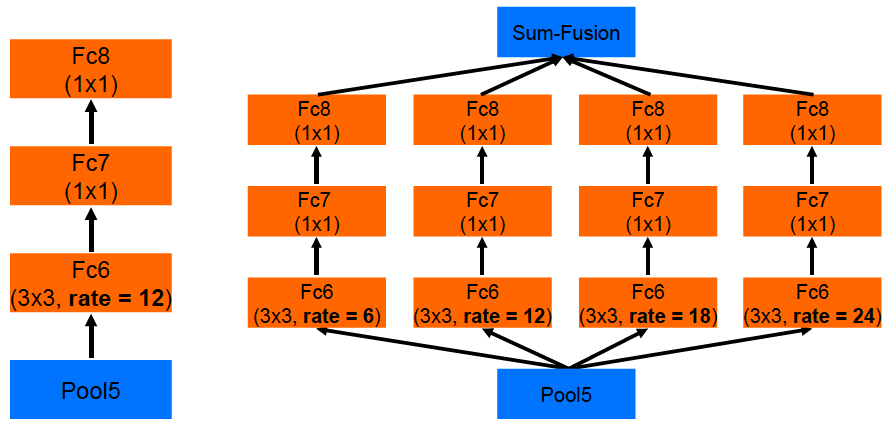 Fc8
(1x1)
Fc7
(1x1)
Fc6
(3x3, rate = 12)
Pool5
Sum-Fusion
Fc8
(1x1)
Fc8
(1x1)
Fc8
(1x1)
Fc8
(1x1)
Fc7
(1x1)
Fc7
(1x1)
Fc7
(1x1)
Fc7
(1x1)
Fc6
(3x3, rate = 6)
Fc6
(3x3, rate = 12)
Fc6
(3x3, rate = 18)
Fc6
(3x3, rate = 24)
Pool5